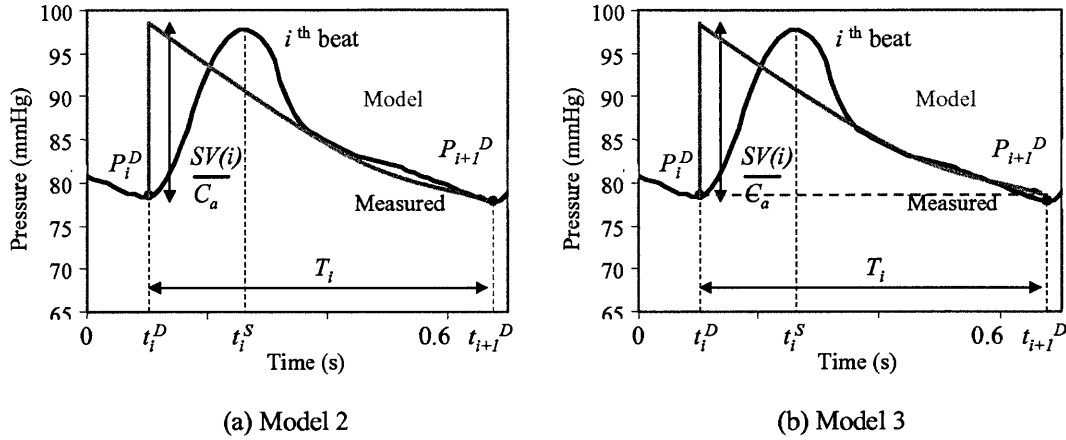 100
95
90
85
80
75
70
65
Pressure (mmHg)
i th beat
Model
P_i^D
SV(i)
C_a
P_{i+1}^D
Measured
T_i
0
t_i^D
t_i^S
0.6
t_{i+1}^D
Time (s)
(a) Model 2
100
95
90
85
80
75
70
65
Pressure (mmHg)
i th beat
Model
P_i^D
SV(i)
C_a
P_{i+1}^D
Measured
T_i
0
t_i^D
t_i^S
0.6
t_{i+1}^D
Time (s)
(b) Model 3